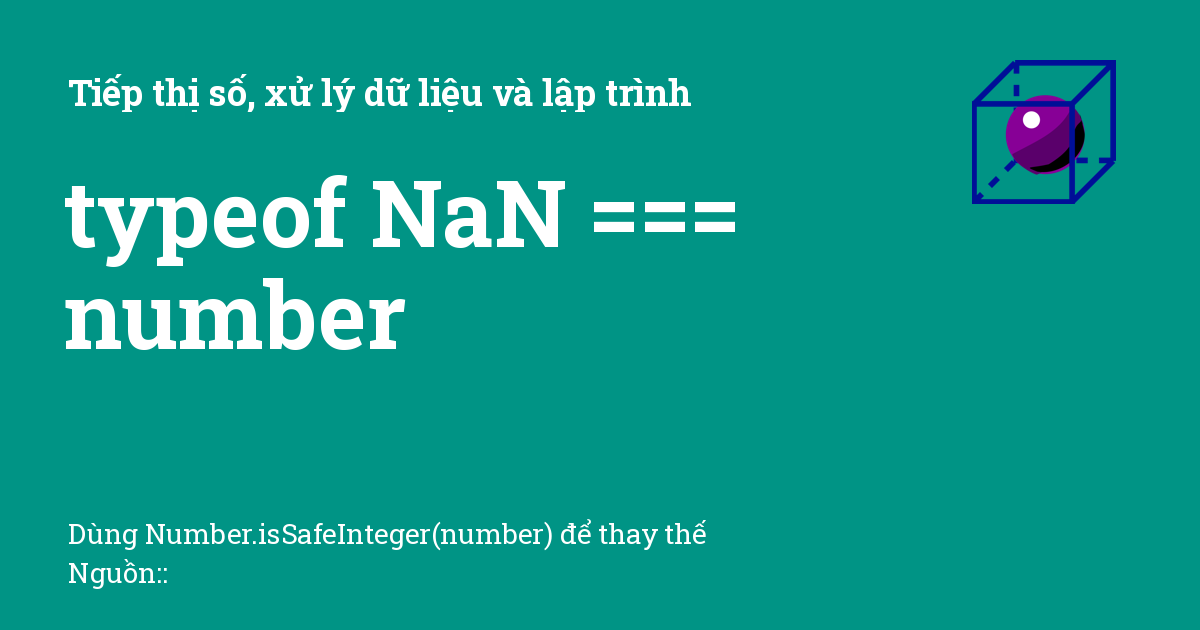 Tiếp thị số, xử lý dữ liệu và lập trình
typeof NaN ===
number
Dùng Number.isSafeInteger(number) để thay thế
Nguồn::